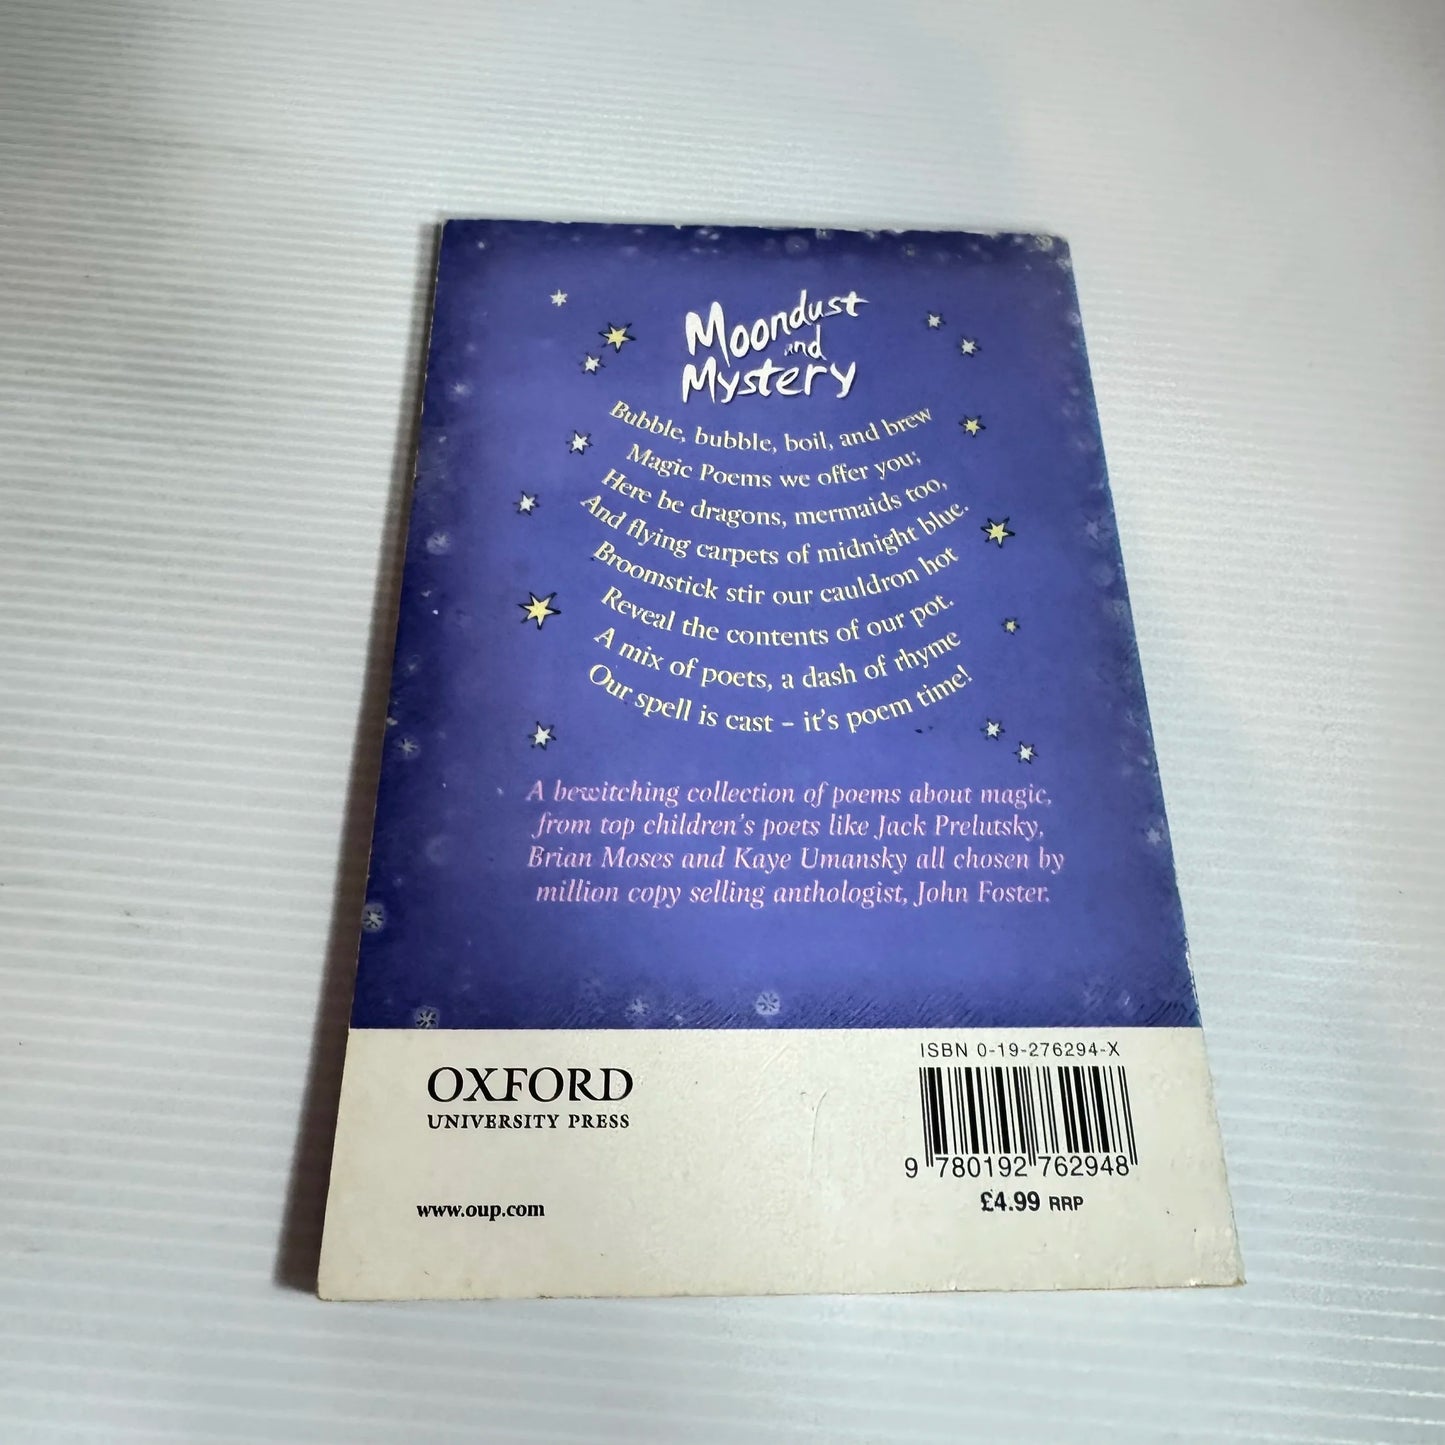 Moondust
and
Mystery
Bubble, bubble, boil, and brew
Magic Poems we offer you;
Here be dragons, mermaids too,
And flying carpets of midnight blue.
Broomstick stir our cauldron hot
Reveal the contents of our pot.
A mix of poets, a dash of rhyme
Our spell is cast – it's poem time!
A bewitching collection of poems about magic,
from top children's poets like Jack Prelutsky,
Brian Moses and Kaye Umansky all chosen by
million copy selling anthologist, John Foster.
OXFORD
UNIVERSITY PRESS
www.oup.com
ISBN 0-19-276294-X
9 780192 762948
£4.99 RRP